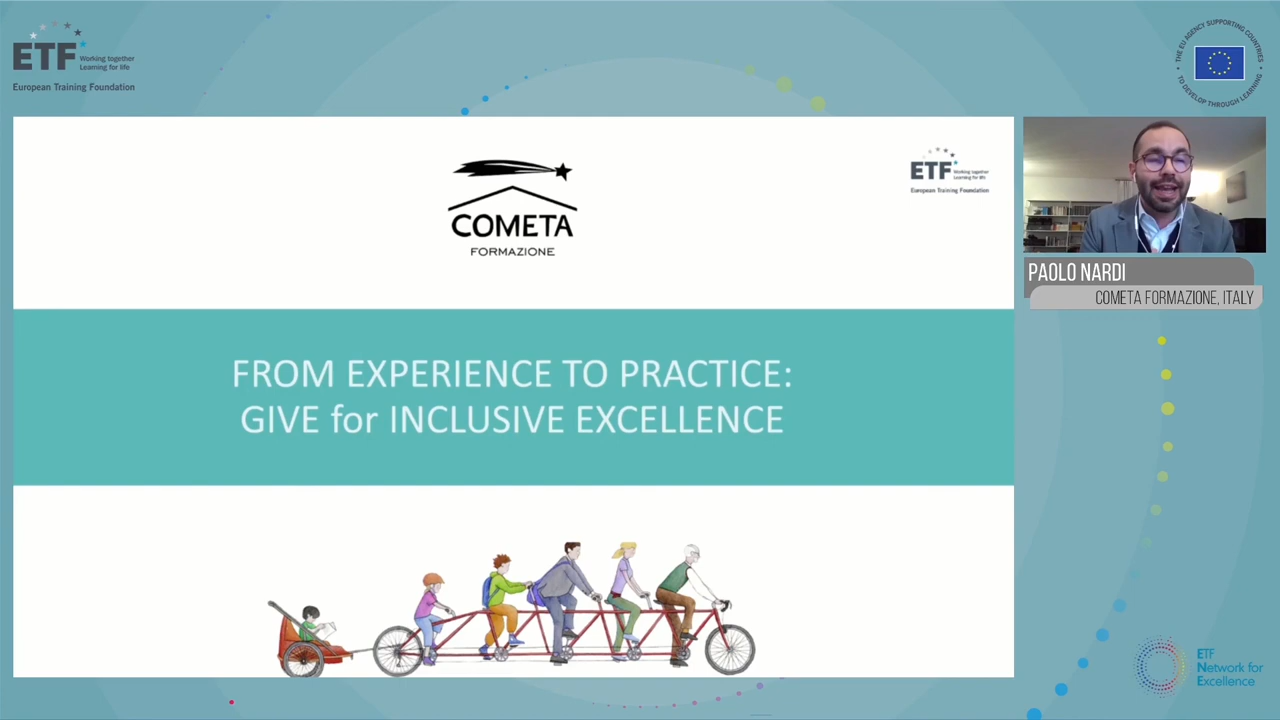 ETF Working together
Learning for life
European Training Foundation
THE EU AGENCY SUPPORTING COUNTRIES
TO DEVELOP THROUGH LEARNING
COMETA
FORMAZIONE
ETF Working together
Learning for life
European Training Foundation
FROM EXPERIENCE TO PRACTICE:
GIVE for INCLUSIVE EXCELLENCE
PAOLO NARDI
COMETA FORMAZIONE, ITALY
ETF
Network for
Excellence